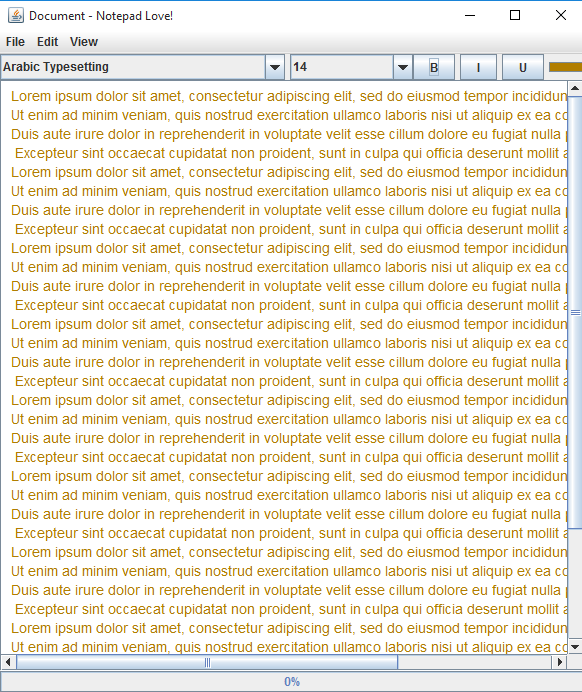 Document - Notepad Love!
File Edit View
Arabic Typesetting 14 B I U
Lorem ipsum dolor sit amet, consectetur adipiscing elit, sed do eiusmod tempor incididun
Ut enim ad minim veniam, quis nostrud exercitation ullamco laboris nisi ut aliquip ex ea co
Duis aute irure dolor in reprehenderit in voluptate velit esse cillum dolore eu fugiat nulla p
Excepteur sint occaecat cupidatat non proident, sunt in culpa qui officia deserunt mollit a
Lorem ipsum dolor sit amet, consectetur adipiscing elit, sed do eiusmod tempor incididun
Ut enim ad minim veniam, quis nostrud exercitation ullamco laboris nisi ut aliquip ex ea co
Duis aute irure dolor in reprehenderit in voluptate velit esse cillum dolore eu fugiat nulla p
Excepteur sint occaecat cupidatat non proident, sunt in culpa qui officia deserunt mollit a
Lorem ipsum dolor sit amet, consectetur adipiscing elit, sed do eiusmod tempor incididun
Ut enim ad minim veniam, quis nostrud exercitation ullamco laboris nisi ut aliquip ex ea co
Duis aute irure dolor in reprehenderit in voluptate velit esse cillum dolore eu fugiat nulla p
Excepteur sint occaecat cupidatat non proident, sunt in culpa qui officia deserunt mollit a
Lorem ipsum dolor sit amet, consectetur adipiscing elit, sed do eiusmod tempor incididun
Ut enim ad minim veniam, quis nostrud exercitation ullamco laboris nisi ut aliquip ex ea co
Duis aute irure dolor in reprehenderit in voluptate velit esse cillum dolore eu fugiat nulla p
Excepteur sint occaecat cupidatat non proident, sunt in culpa qui officia deserunt mollit a
Lorem ipsum dolor sit amet, consectetur adipiscing elit, sed do eiusmod tempor incididun
Ut enim ad minim veniam, quis nostrud exercitation ullamco laboris nisi ut aliquip ex ea co
Duis aute irure dolor in reprehenderit in voluptate velit esse cillum dolore eu fugiat nulla p
Excepteur sint occaecat cupidatat non proident, sunt in culpa qui officia deserunt mollit a
Lorem ipsum dolor sit amet, consectetur adipiscing elit, sed do eiusmod tempor incididun
Ut enim ad minim veniam, quis nostrud exercitation ullamco laboris nisi ut aliquip ex ea co
Duis aute irure dolor in reprehenderit in voluptate velit esse cillum dolore eu fugiat nulla p
Excepteur sint occaecat cupidatat non proident, sunt in culpa qui officia deserunt mollit a
Lorem ipsum dolor sit amet, consectetur adipiscing elit, sed do eiusmod tempor incididun
Ut enim ad minim veniam, quis nostrud exercitation ullamco laboris nisi ut aliquip ex ea co
Duis aute irure dolor in reprehenderit in voluptate velit esse cillum dolore eu fugiat nulla p
Excepteur sint occaecat cupidatat non proident, sunt in culpa qui officia deserunt mollit a
Lorem ipsum dolor sit amet, consectetur adipiscing elit, sed do eiusmod tempor incididun
Ut enim ad minim veniam, quis nostrud exercitation ullamco laboris nisi ut aliquip ex ea co
0%